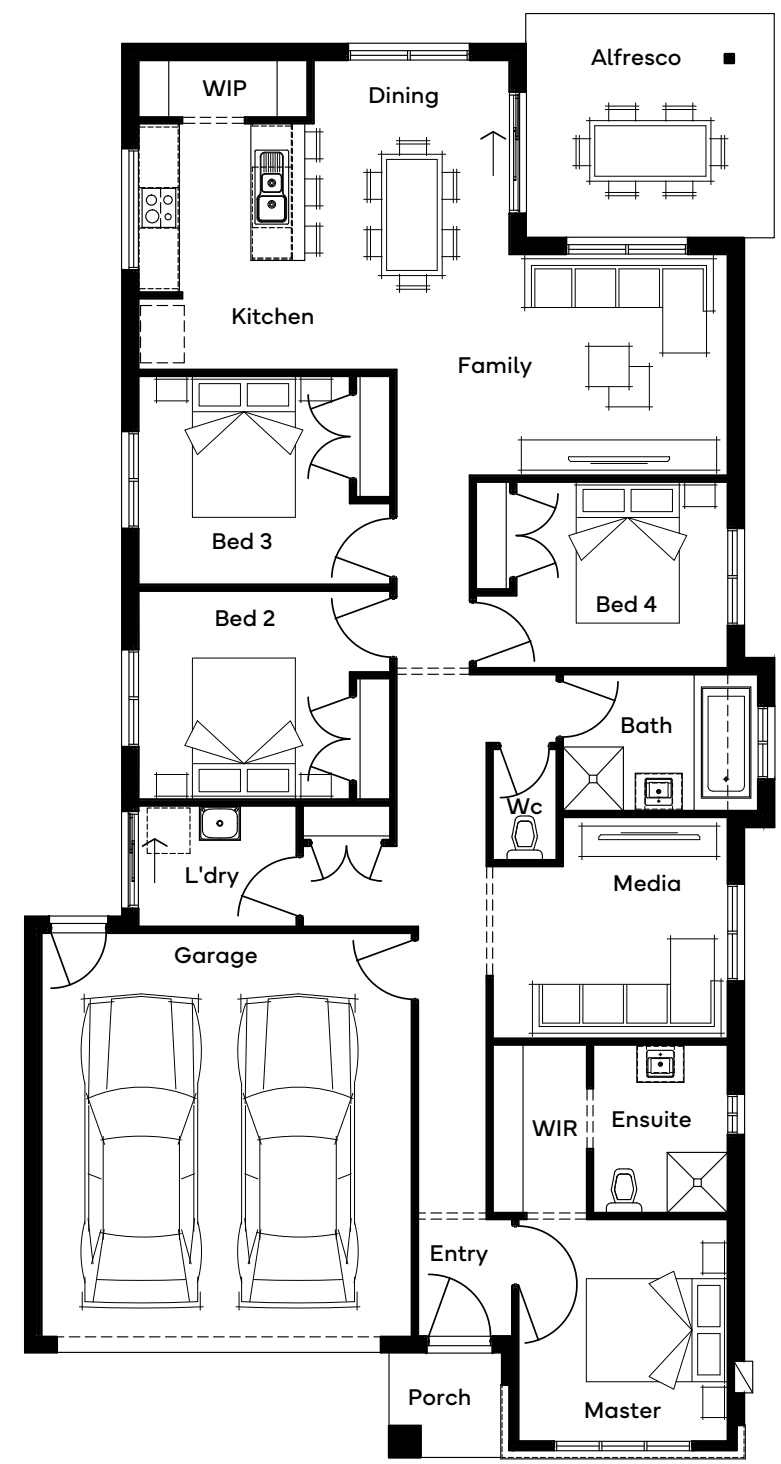 Alfresco
WIP
Dining
Kitchen
Family
Bed 3
Bed 4
Bed 2
Bath
Wc
L'dry
Media
Garage
Ensuite
WIR
Entry
Porch
Master